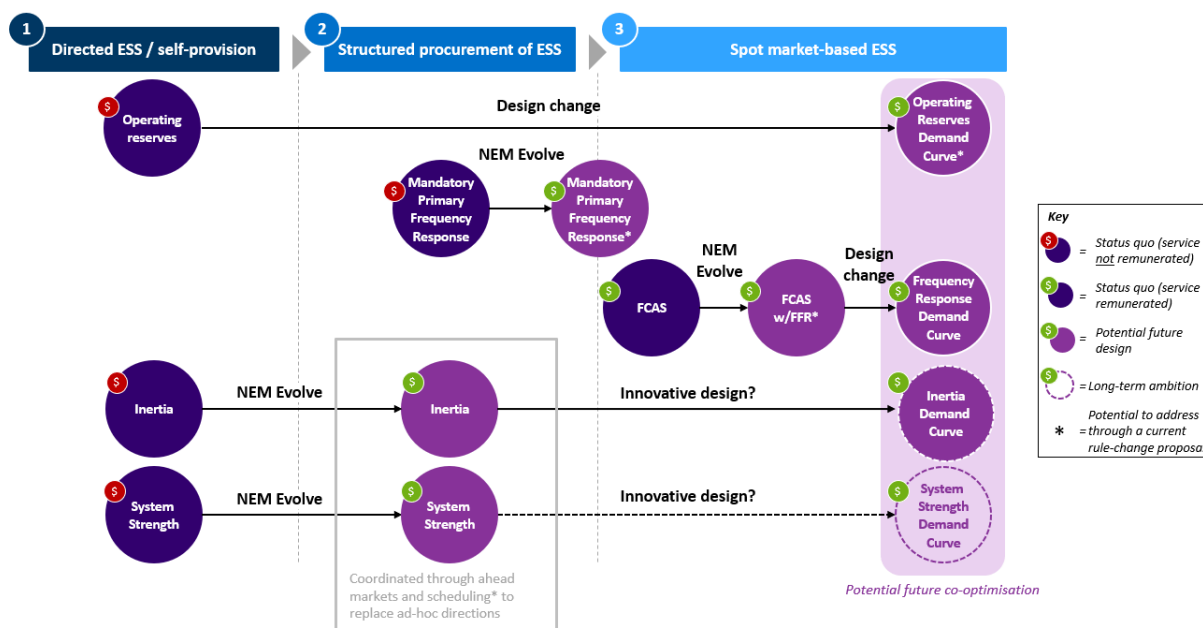 1
Directed ESS / self-provision
2
Structured procurement of ESS
3
Spot market-based ESS
$
Operating
reserves
Design change
$
Operating
Reserves
Demand
Curve*
$
Mandatory
Primary
Frequency
Response
NEM Evolve
$
Mandatory
Primary
Frequency
Response*
$
FCAS
NEM
Evolve
$
FCAS
w/FFR*
Design
change
$
Frequency
Response
Demand
Curve
$
Inertia
NEM Evolve
$
Inertia
Innovative design?
$
Inertia
Demand
Curve
$
System
Strength
NEM Evolve
$
System
Strength
Innovative design?
$
System
Strength
Demand
Curve
Coordinated through ahead
markets and scheduling* to
replace ad-hoc directions
Potential future co-optimisation
Key
$
= Status quo (service
not remunerated)
$
= Status quo (service
remunerated)
$
= Potential future
design
$
= Long-term ambition
Potential to address
* = through a current
rule-change proposal